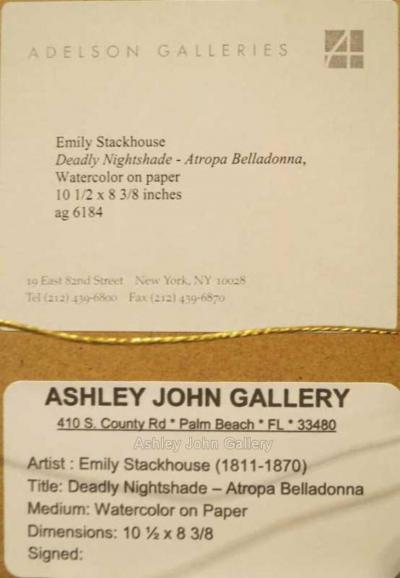 ADELSON GALLERIES
Emily Stackhouse
Deadly Nightshade - Atropa Belladonna,
Watercolor on paper
10 1/2 x 8 3/8 inches
ag 6184
19 East 82nd Street New York, NY 10028
Tel (212) 439-6800 Fax (212) 439-6870
ASHLEY JOHN GALLERY
410 S. County Rd * Palm Beach * FL * 33480
Ashley John Gallery
Artist : Emily Stackhouse (1811-1870)
Title: Deadly Nightshade – Atropa Belladonna
Medium: Watercolor on Paper
Dimensions: 10 ½ x 8 3/8
Signed: